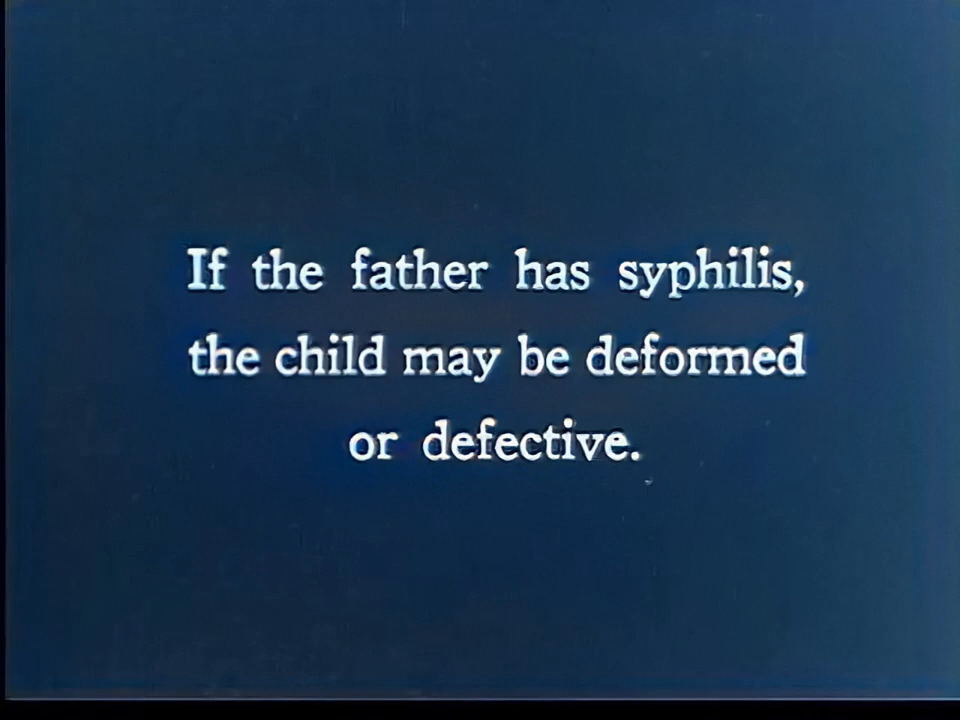 If the father has syphilis,
the child may be deformed
or defective.